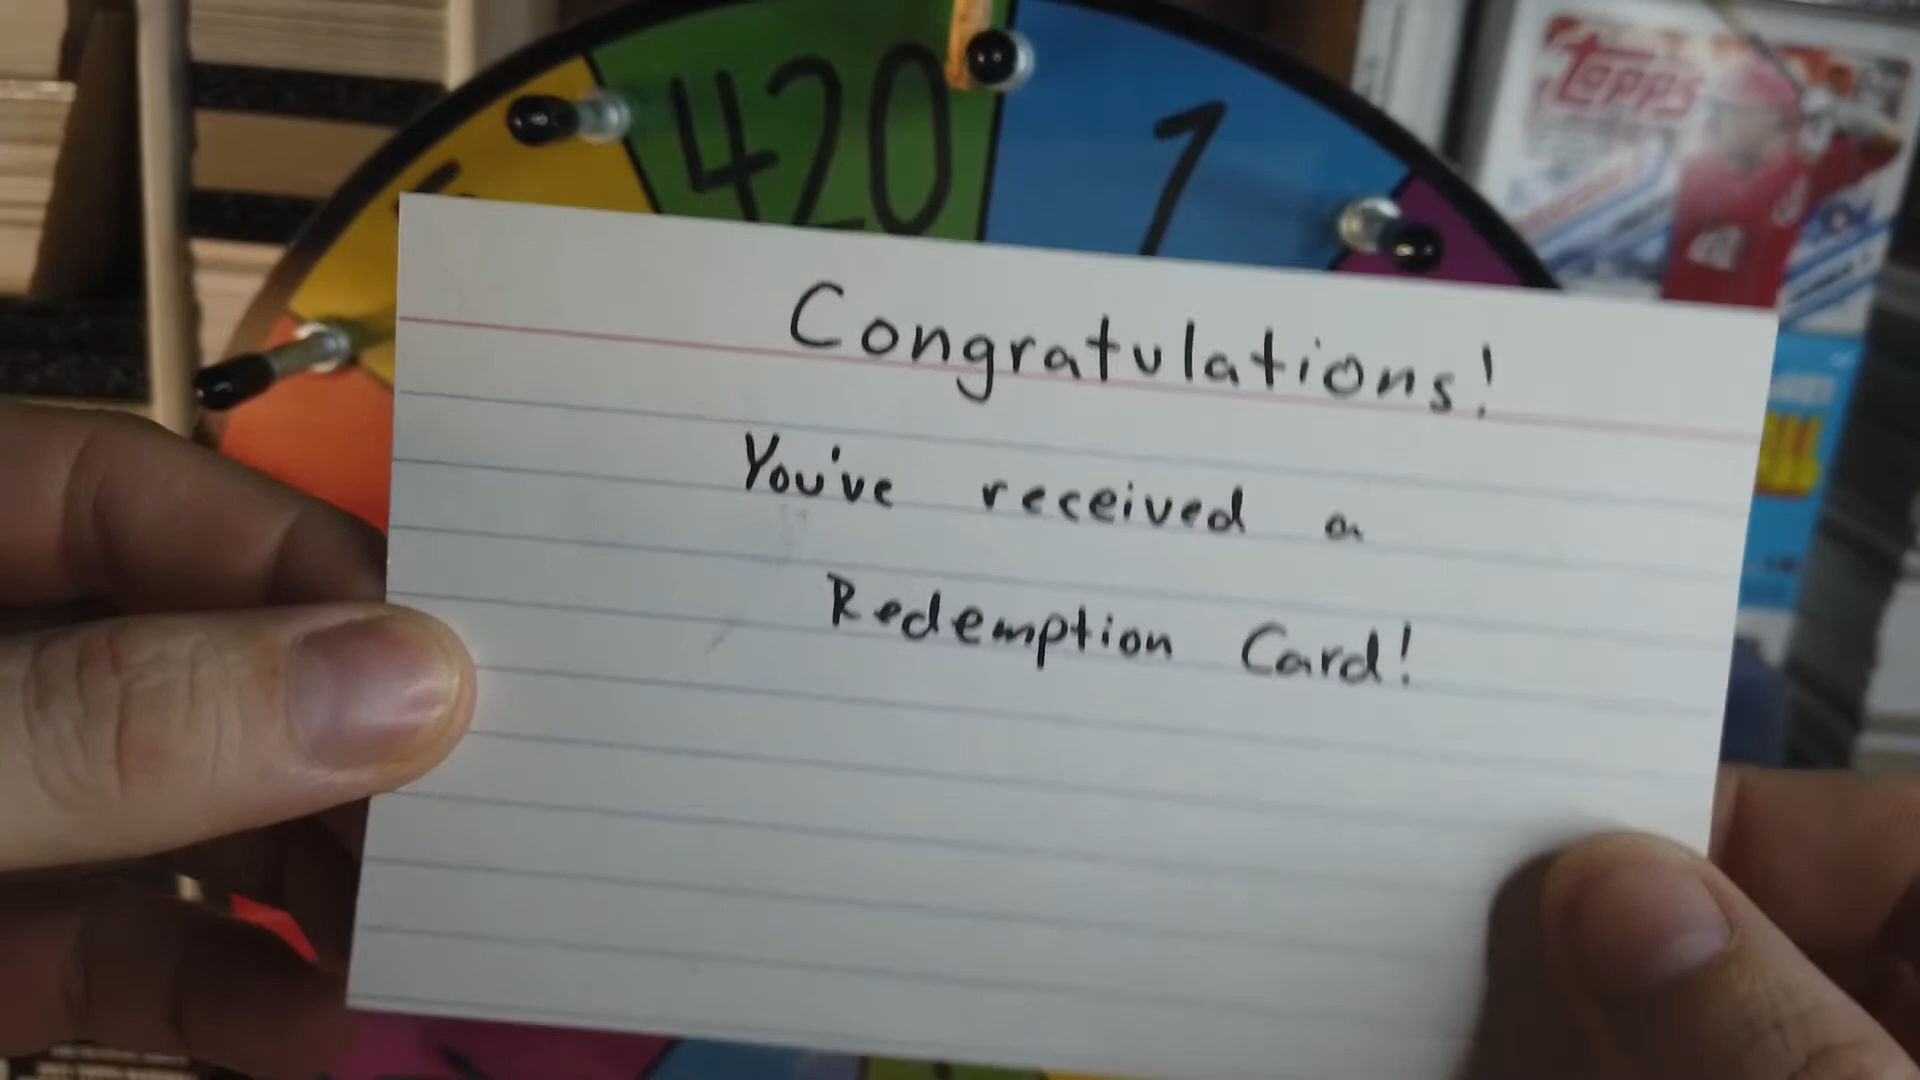 420
1
TOPPS
Congratulations!
You've received a
Redemption Card!